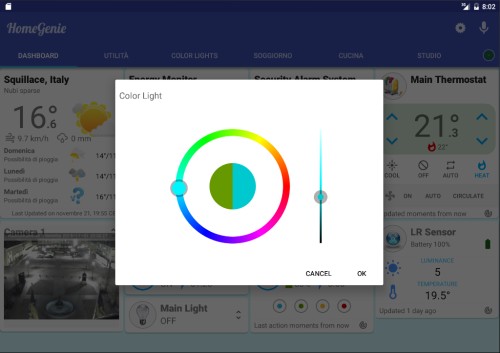 8:02
HomeGenie
DASHBOARD UTILITÀ COLOR LIGHTS SOGGIORNO CUCINA STUDIO
Squillace, Italy
Nubi sparse
16°.6
9.7 km/h 0 mm
Domenica
Possibilità di pioggia
14°/11
Lunedì
Possibilità di pioggia
14°/11
Martedì
Possibilità di pioggia
16°/11
Last Updated on novembre 21, 19:35
Energy Monitor
Security Alarm System
Main Thermostat
21°.3
22°
COOL OFF AUTO HEAT
ON AUTO CIRCULATE
Updated moments from now
Color Light
CANCEL OK
Camera 1
Main Light
OFF
Last action moments from now
LR Sensor
Battery 100%
LUMINANCE
5
TEMPERATURE
19.5°
Updated 1 day ago